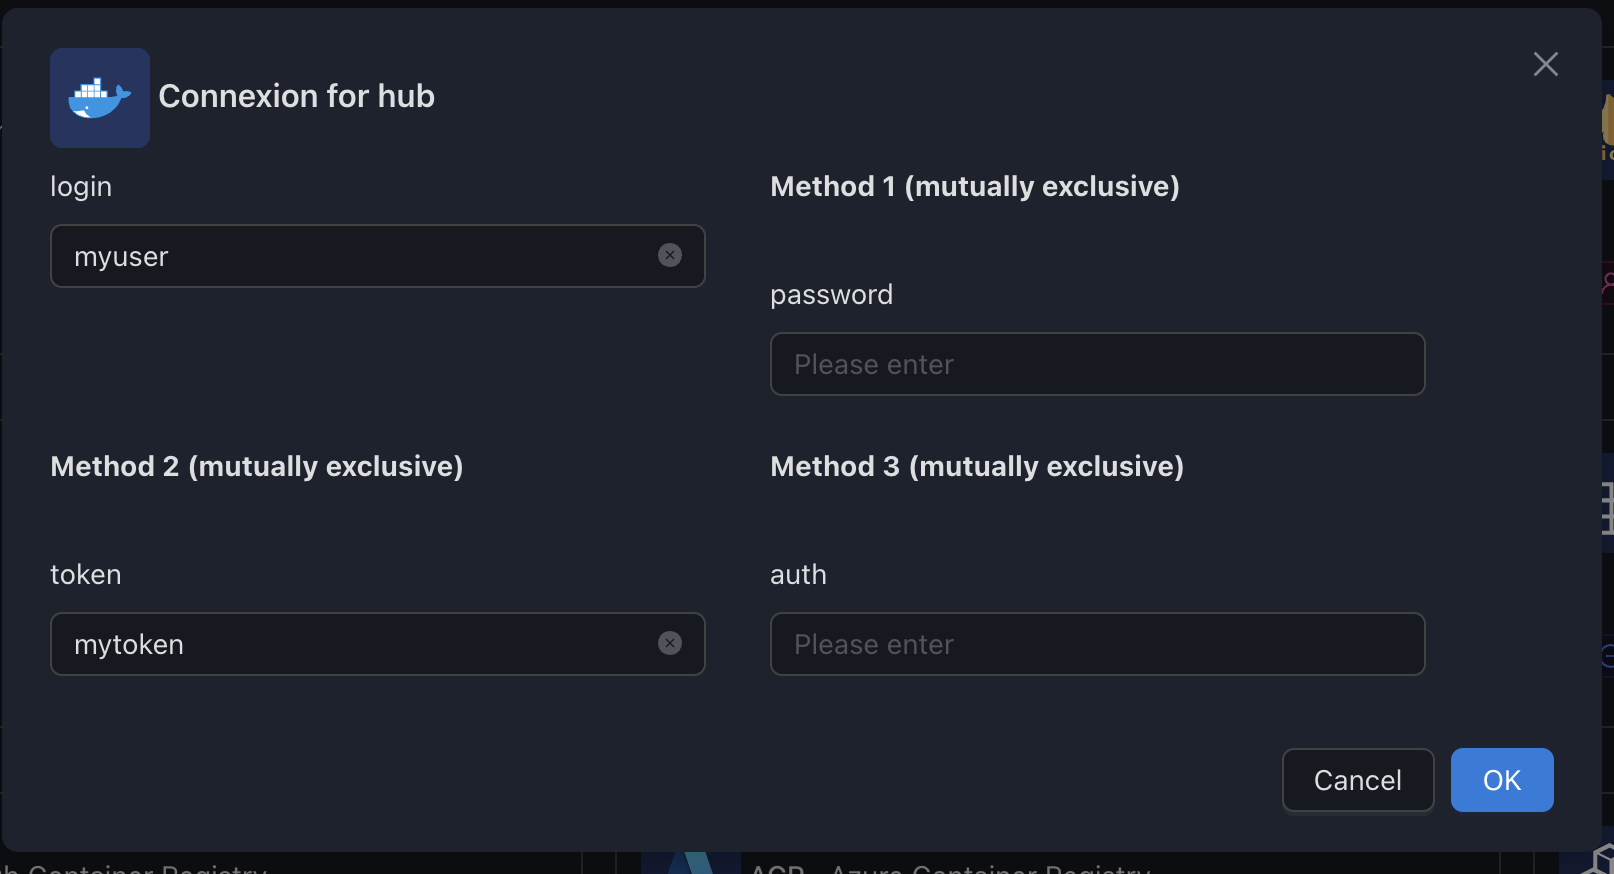 Connexion for hub
login
myuser
Method 1 (mutually exclusive)
password
Please enter
Method 2 (mutually exclusive)
Method 3 (mutually exclusive)
token
mytoken
auth
Please enter
Cancel
OK
Container Registry
ACR - Azure Container Registry